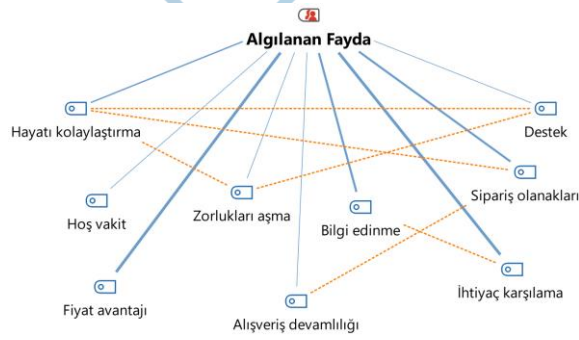 Algılanan Fayda
Hayatı kolaylaştırma
Destek
Sipariş olanakları
Zorlukları aşma
Hoş vakit
Bilgi edinme
İhtiyaç karşılama
Fiyat avantajı
Alışveriş devamlılığı